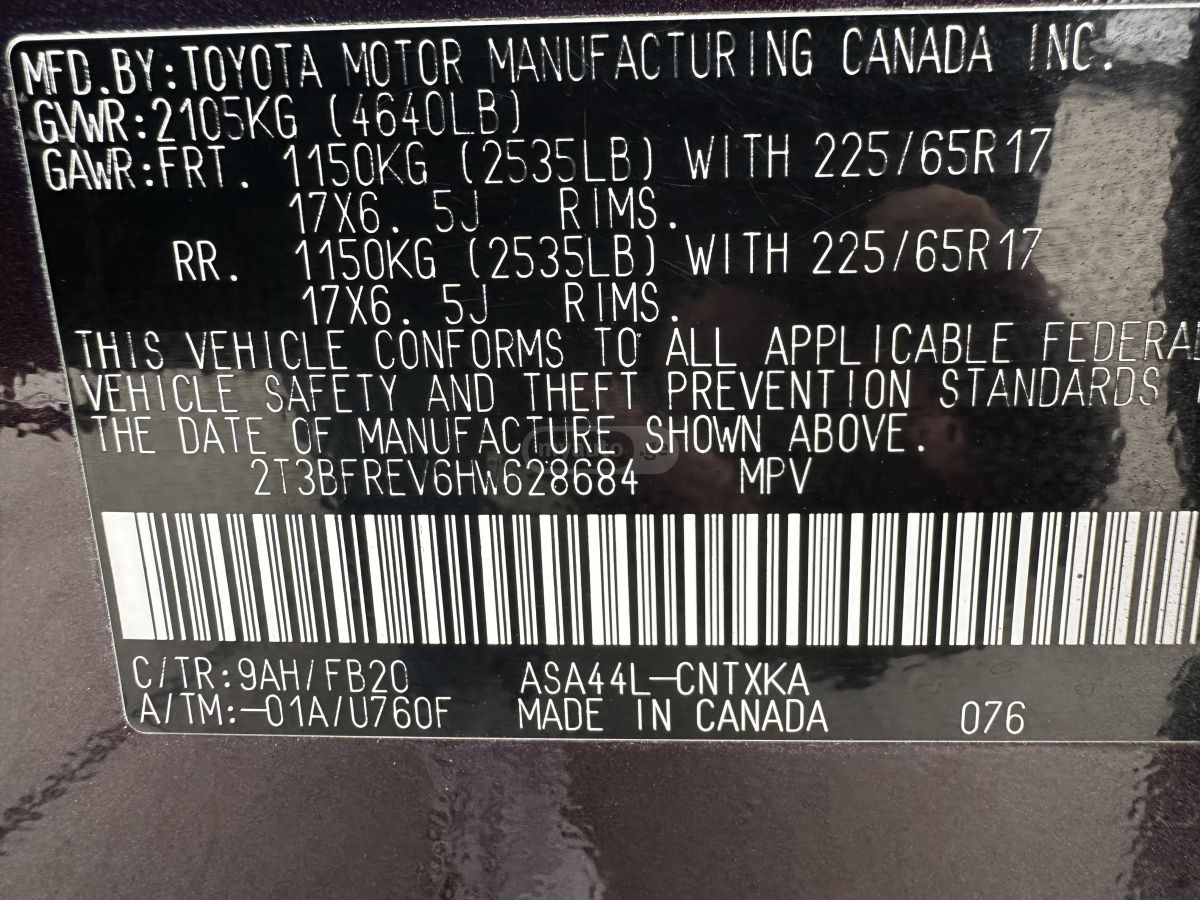 MFD.BY:TOYOTA MOTOR MANUFACTURING CANADA INC.
GVWR:2105KG (4640LB)
GAWR:FRT. 1150KG (2535LB) WITH 225/65R17
17X6. 5J RIMS.
RR. 1150KG (2535LB) WITH 225/65R17
17X6. 5J RIMS.
THIS VEHICLE CONFORMS TO ALL APPLICABLE FEDERAL
VEHICLE SAFETY AND THEFT PREVENTION STANDARDS
THE DATE OF MANUFACTURE SHOWN ABOVE.
2T3BFREV6HW628684 MPV
C/TR:9AH/FB20 ASA44L-CNTXKA
A/TM:-01A/U760F MADE IN CANADA 076